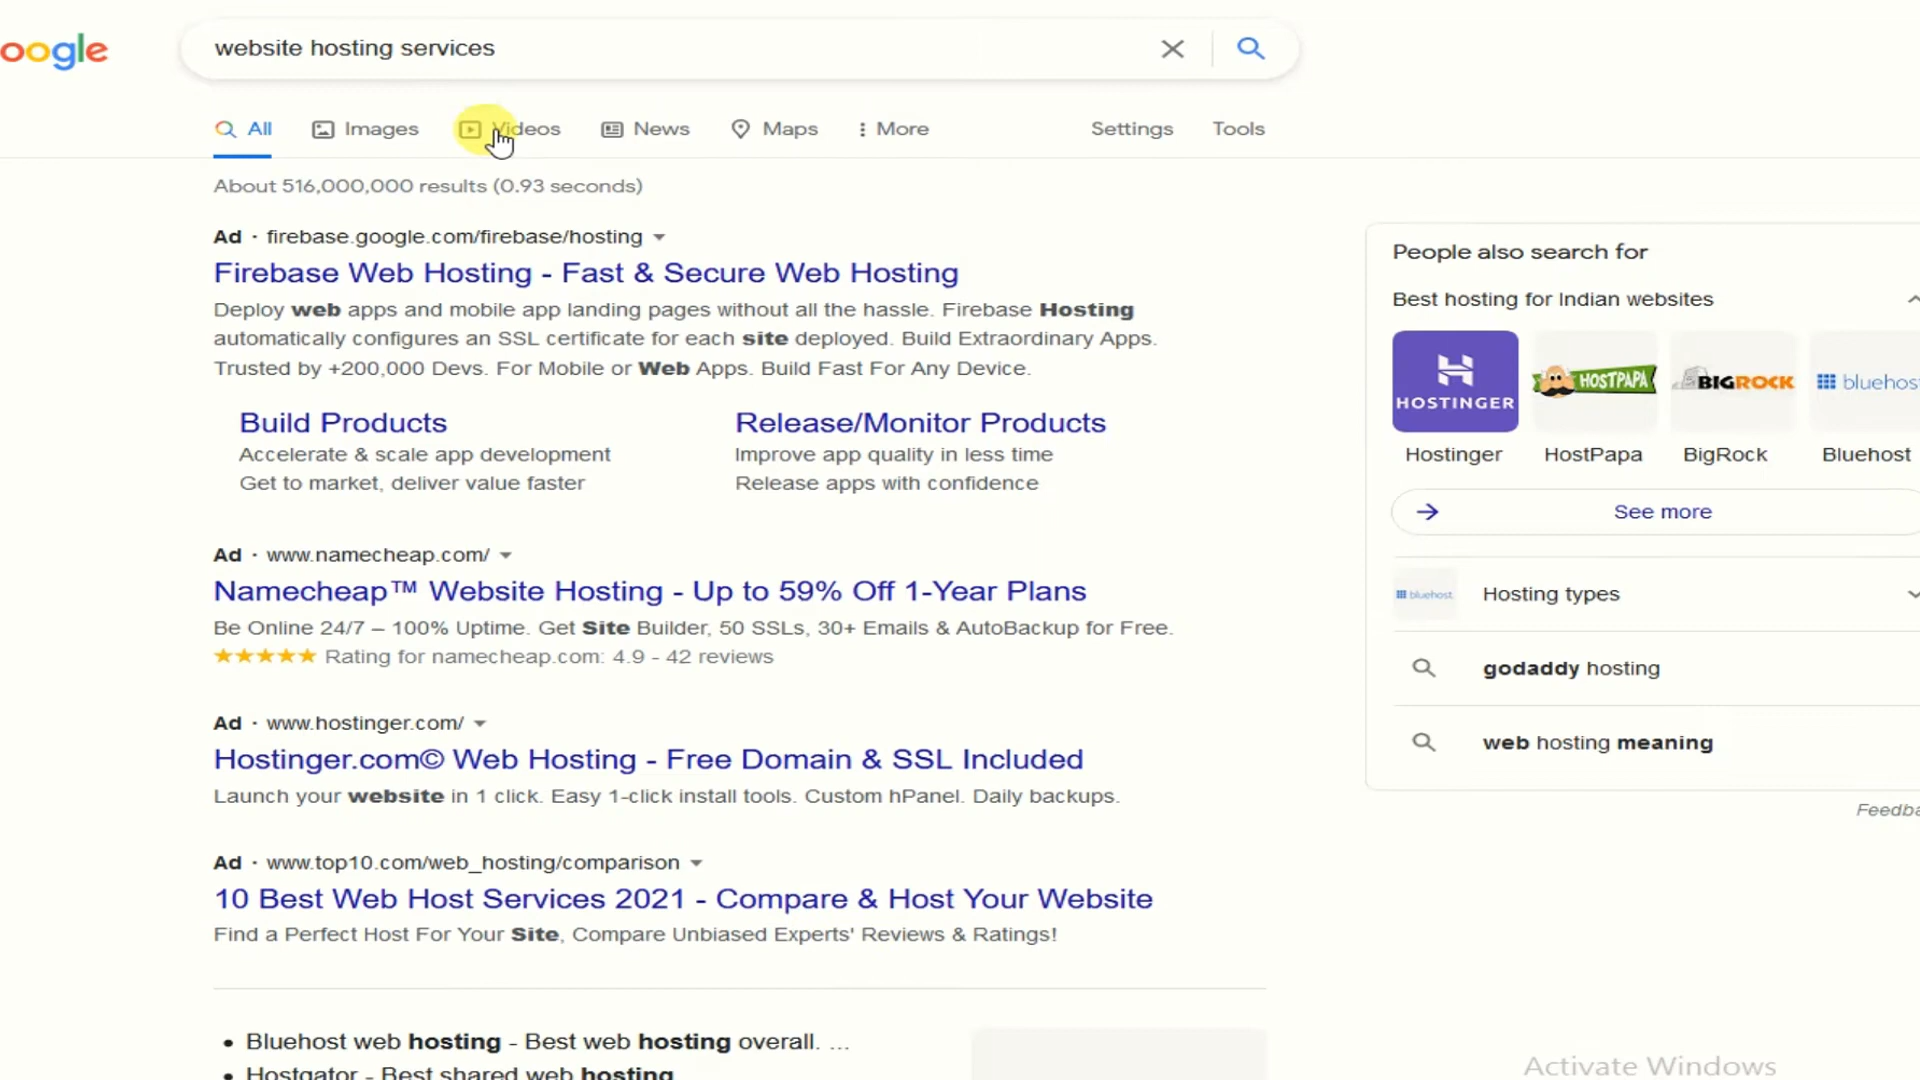 oogle
website hosting services
All
Images
Videos
News
Maps
More
Settings
Tools
About 516,000,000 results (0.93 seconds)
Ad · firebase.google.com/firebase/hosting
Firebase Web Hosting - Fast & Secure Web Hosting
Deploy web apps and mobile app landing pages without all the hassle. Firebase Hosting
automatically configures an SSL certificate for each site deployed. Build Extraordinary Apps.
Trusted by +200,000 Devs. For Mobile or Web Apps. Build Fast For Any Device.
Build Products
Accelerate & scale app development
Get to market, deliver value faster
Release/Monitor Products
Improve app quality in less time
Release apps with confidence
Ad · www.namecheap.com/
Namecheap™ Website Hosting - Up to 59% Off 1-Year Plans
Be Online 24/7 – 100% Uptime. Get Site Builder, 50 SSLs, 30+ Emails & AutoBackup for Free.
★★★★★ Rating for namecheap.com: 4.9 - 42 reviews
Ad · www.hostinger.com/
Hostinger.com© Web Hosting - Free Domain & SSL Included
Launch your website in 1 click. Easy 1-click install tools. Custom hPanel. Daily backups.
Ad · www.top10.com/web_hosting/comparison
10 Best Web Host Services 2021 - Compare & Host Your Website
Find a Perfect Host For Your Site, Compare Unbiased Experts' Reviews & Ratings!
• Bluehost web hosting - Best web hosting overall. ...
• Hostgator - Best shared web hosting
People also search for
Best hosting for Indian websites
HOSTINGER
HOSTPAPA
BIGROCK
bluehost
Hostinger
HostPapa
BigRock
Bluehost
See more
bluehost
Hosting types
godaddy hosting
web hosting meaning
Feedba
Activate Windows